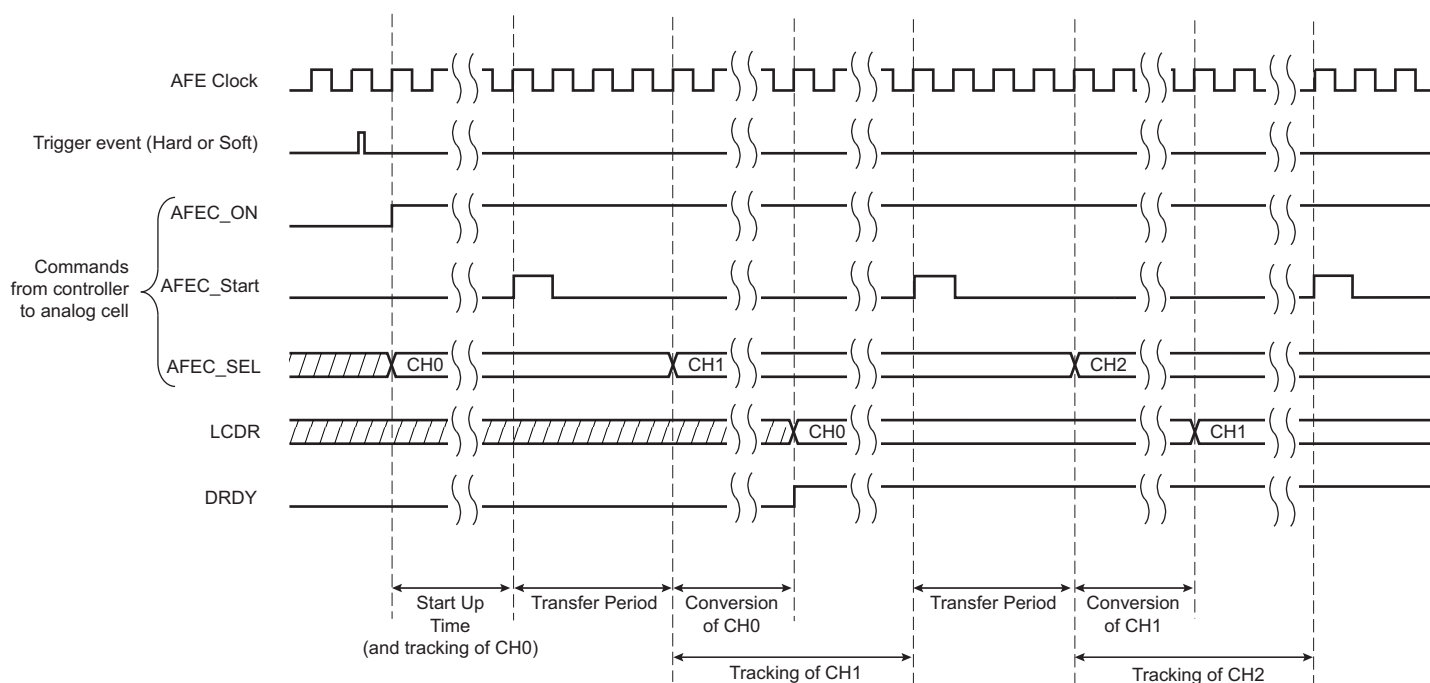 AFE Clock
Trigger event (Hard or Soft)
AFEC_ON
Commands
from controller
to analog cell
AFEC_Start
AFEC_SEL
CH0
CH1
CH2
LCDR
CH0
CH1
DRDY
Start Up
Time
(and tracking of CH0)
Transfer Period
Conversion
of CH0
Transfer Period
Conversion
of CH1
Tracking of CH1
Tracking of CH2